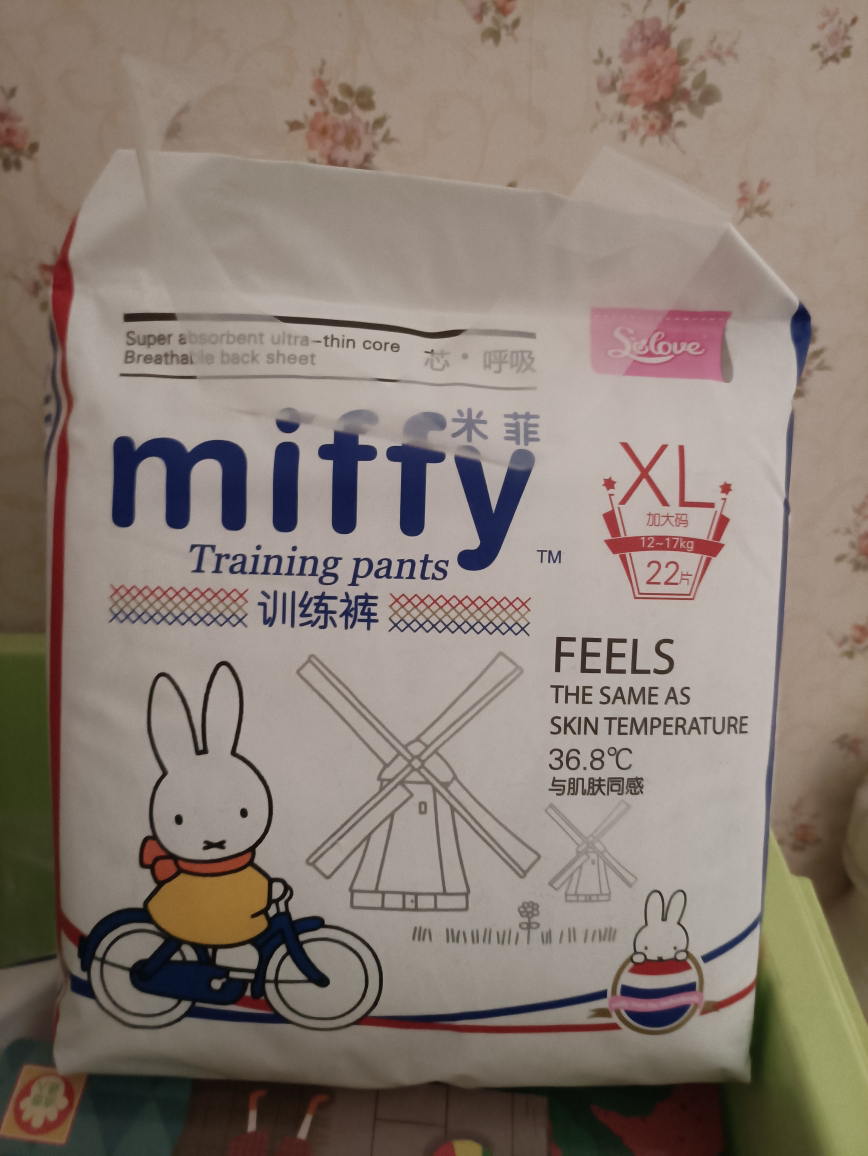 Super absorbent ultra-thin core
Breathable back sheet
芯·呼吸
Solove
米菲
miffy
TM
Training pants
训练裤
XL
加大码
12~17kg
22片
FEELS
THE SAME AS
SKIN TEMPERATURE
36.8℃
与肌肤同感